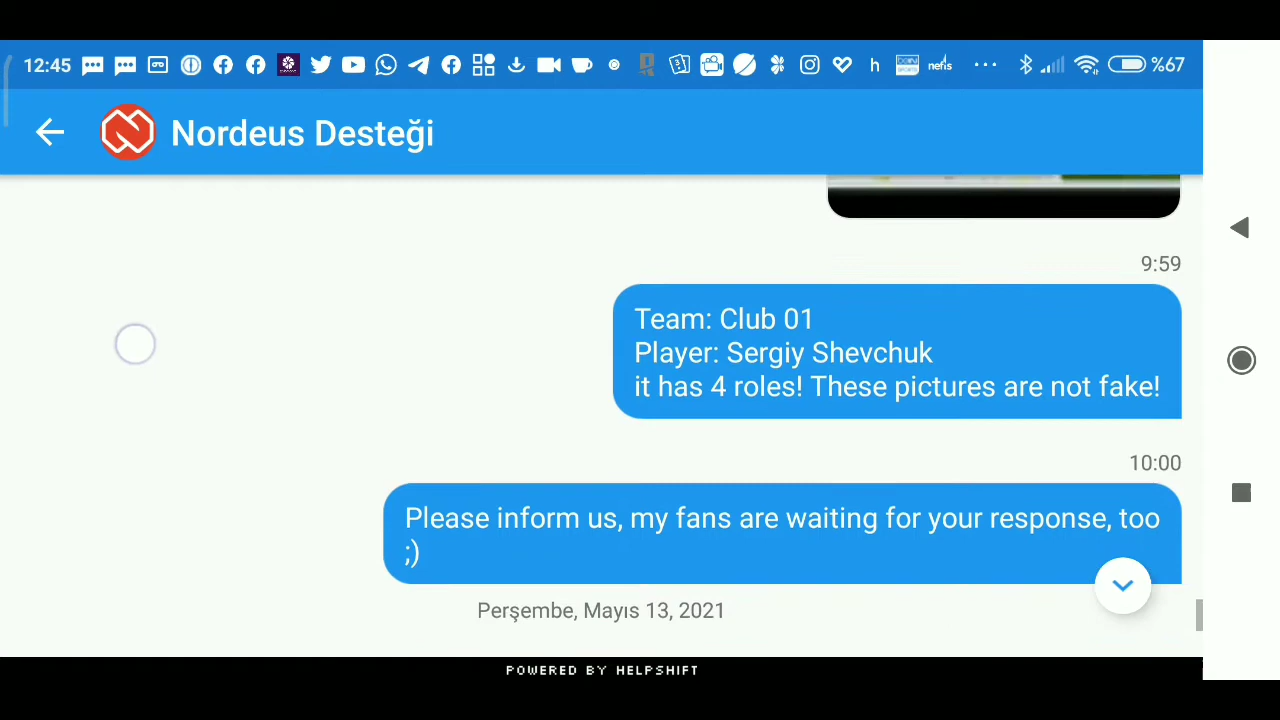 12:45
h
beIN
SPORTS
nefis
%67
Nordeus Desteği
9:59
Team: Club 01
Player: Sergiy Shevchuk
it has 4 roles! These pictures are not fake!
10:00
Please inform us, my fans are waiting for your response, too
;)
Perşembe, Mayıs 13, 2021
POWERED BY HELPSHIFT